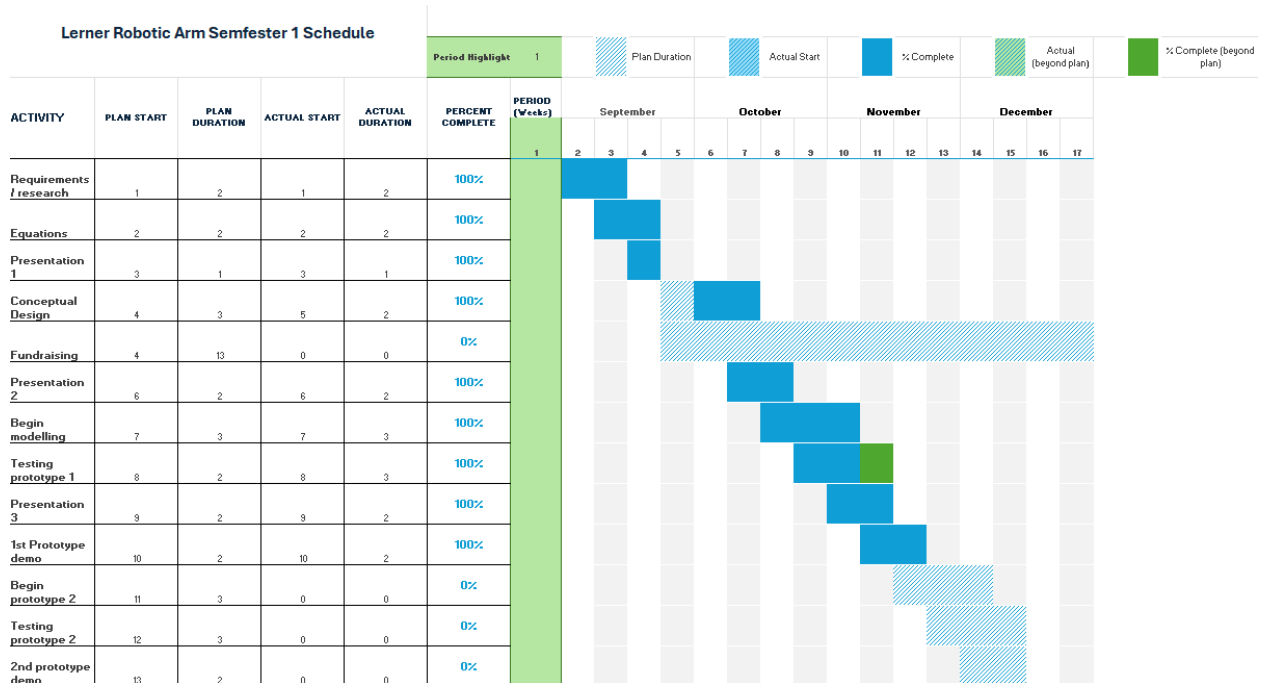 Lerner Robotic Arm Semfester 1 Schedule
Period Highlight 1 Plan Duration Actual Start % Complete Actual (beyond plan) % Complete (beyond plan)
ACTIVITY PLAN START PLAN DURATION ACTUAL START ACTUAL DURATION PERCENT COMPLETE PERIOD (Weeks) September October November December
1 2 3 4 5 6 7 8 9 10 11 12 13 14 15 16 17
Requirements / research 1 2 1 2 100%
Equations 2 2 2 2 100%
Presentation 1 3 1 3 1 100%
Conceptual Design 4 3 5 2 100%
Fundraising 4 13 0 0 0%
Presentation 2 6 2 6 2 100%
Begin modelling 7 3 7 3 100%
Testing prototype 1 8 2 8 3 100%
Presentation 3 9 2 9 2 100%
1st Prototype demo 10 2 10 2 100%
Begin prototype 2 11 3 0 0 0%
Testing prototype 2 12 3 0 0 0%
2nd prototype demo 13 2 0 0 0%